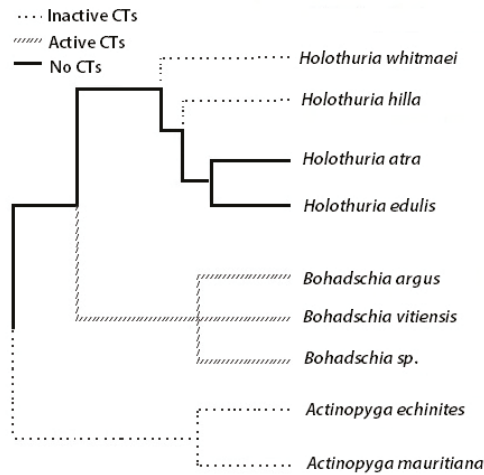 Inactive CTs
Active CTs
No CTs
Holothuria whitmaei
Holothuria hilla
Holothuria atra
Holothuria edulis
Bohadschia argus
Bohadschia vitiensis
Bohadschia sp.
Actinopyga echinites
Actinopyga mauritiana